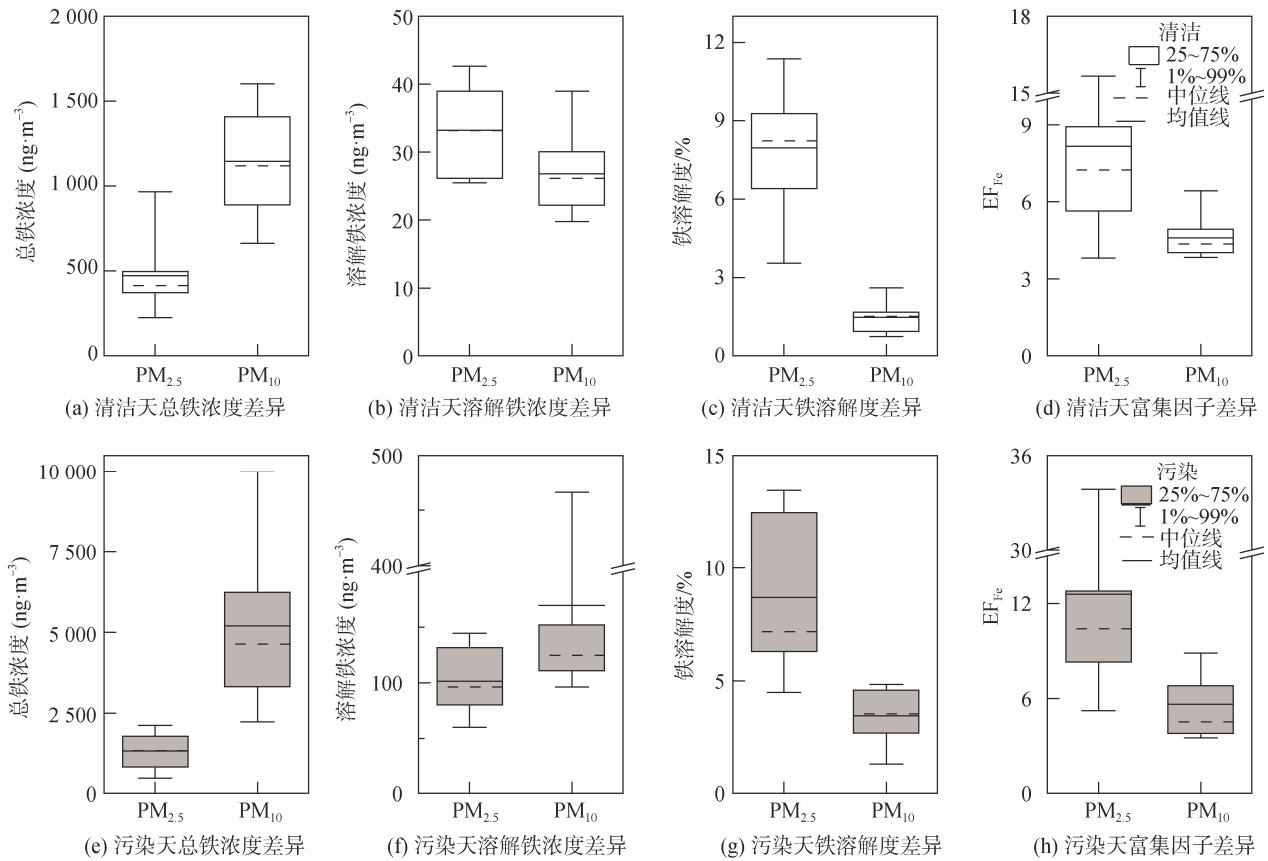 2 000
1 500
1 000
500
0
总铁浓度 (ng·m⁻³)
PM₂.₅
PM₁₀
(a) 清洁天总铁浓度差异
50
40
30
20
10
0
溶解铁浓度 (ng·m⁻³)
PM₂.₅
PM₁₀
(b) 清洁天溶解铁浓度差异
12
9
6
3
0
铁溶解度/%
PM₂.₅
PM₁₀
(c) 清洁天铁溶解度差异
18
15
9
6
3
0
EF_Fe
清洁
25~75%
1%~99%
中位线
均值线
PM₂.₅
PM₁₀
(d) 清洁天富集因子差异
10 000
7 500
5 000
2 500
0
总铁浓度 (ng·m⁻³)
PM₂.₅
PM₁₀
(e) 污染天总铁浓度差异
500
400
100
0
溶解铁浓度 (ng·m⁻³)
PM₂.₅
PM₁₀
(f) 污染天溶解铁浓度差异
15
10
5
0
铁溶解度/%
PM₂.₅
PM₁₀
(g) 污染天铁溶解度差异
36
30
12
6
0
EF_Fe
污染
25%~75%
1%~99%
中位线
均值线
PM₂.₅
PM₁₀
(h) 污染天富集因子差异